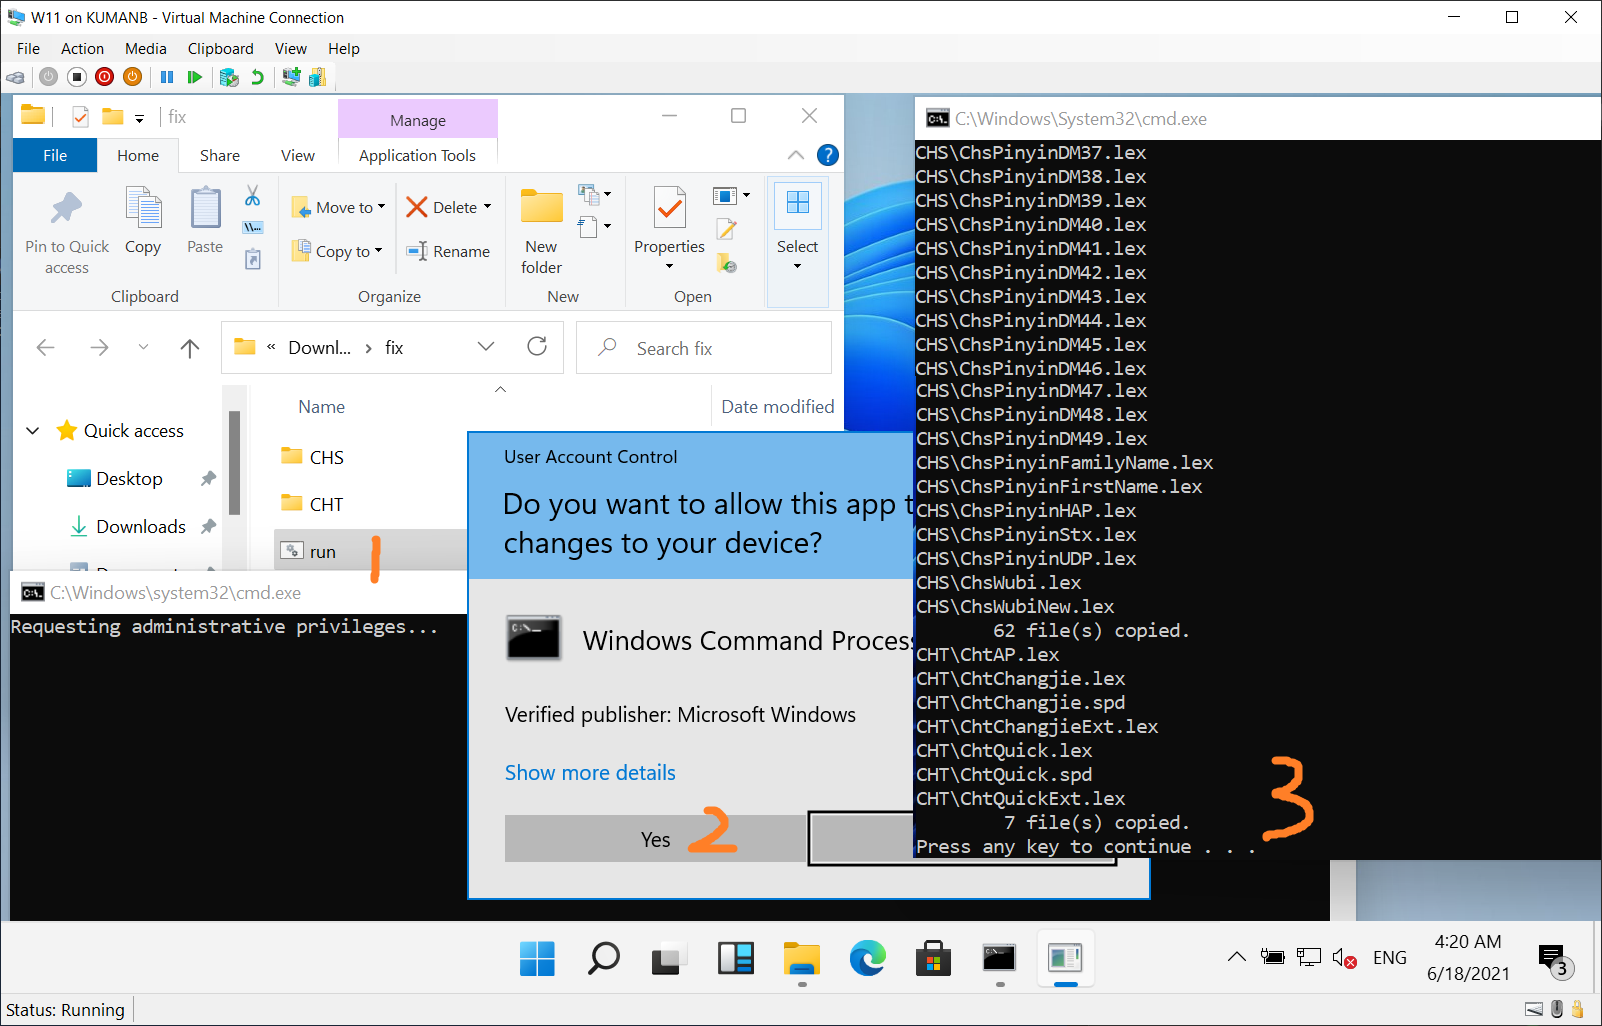 W11 on KUMANB - Virtual Machine Connection
File Action Media Clipboard View Help
fix
Manage
File Home Share View Application Tools
Pin to Quick access
Copy
Paste
Clipboard
Move to
Copy to
Delete
Rename
Organize
New folder
New
Properties
Open
Select
« Downl... › fix
Search fix
Name
Date modified
Quick access
Desktop
Downloads
CHS
CHT
run
1
C:\Windows\system32\cmd.exe
Requesting administrative privileges...
User Account Control
Do you want to allow this app t
changes to your device?
Windows Command Process
Verified publisher: Microsoft Windows
Show more details
Yes
2
C:\Windows\System32\cmd.exe
CHS\ChsPinyinDM37.lex
CHS\ChsPinyinDM38.lex
CHS\ChsPinyinDM39.lex
CHS\ChsPinyinDM40.lex
CHS\ChsPinyinDM41.lex
CHS\ChsPinyinDM42.lex
CHS\ChsPinyinDM43.lex
CHS\ChsPinyinDM44.lex
CHS\ChsPinyinDM45.lex
CHS\ChsPinyinDM46.lex
CHS\ChsPinyinDM47.lex
CHS\ChsPinyinDM48.lex
CHS\ChsPinyinDM49.lex
CHS\ChsPinyinFamilyName.lex
CHS\ChsPinyinFirstName.lex
CHS\ChsPinyinHAP.lex
CHS\ChsPinyinStx.lex
CHS\ChsPinyinUDP.lex
CHS\ChsWubi.lex
CHS\ChsWubiNew.lex
62 file(s) copied.
CHT\ChtAP.lex
CHT\ChtChangjie.lex
CHT\ChtChangjie.spd
CHT\ChtChangjieExt.lex
CHT\ChtQuick.lex
CHT\ChtQuick.spd
CHT\ChtQuickExt.lex
7 file(s) copied.
Press any key to continue . . .
3
ENG
4:20 AM
6/18/2021
3
Status: Running